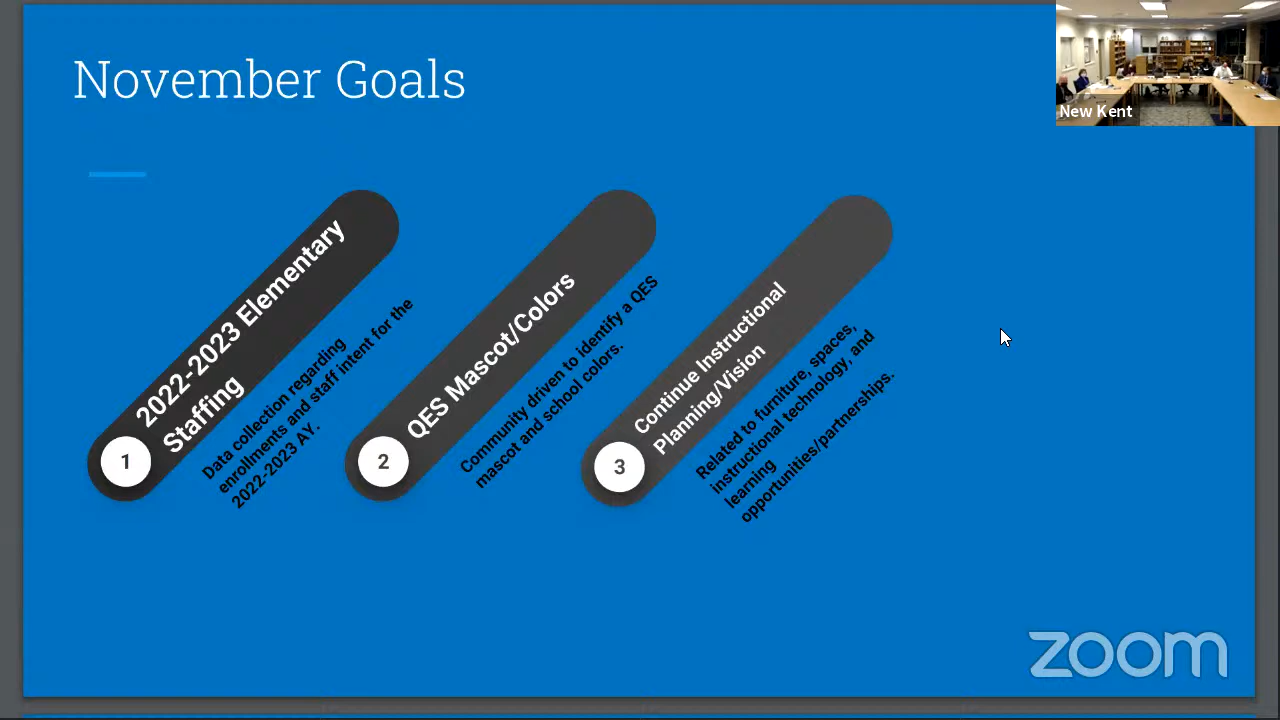 November Goals
New Kent
1
2022-2023 Elementary
Staffing
Data collection regarding
enrollments and staff intent for the
2022-2023 AY.
2
QES Mascot/Colors
Community driven to identify a QES
mascot and school colors.
3
Continue Instructional
Planning/Vision
Related to furniture, spaces,
instructional technology, and
learning
opportunities/partnerships.
zoom